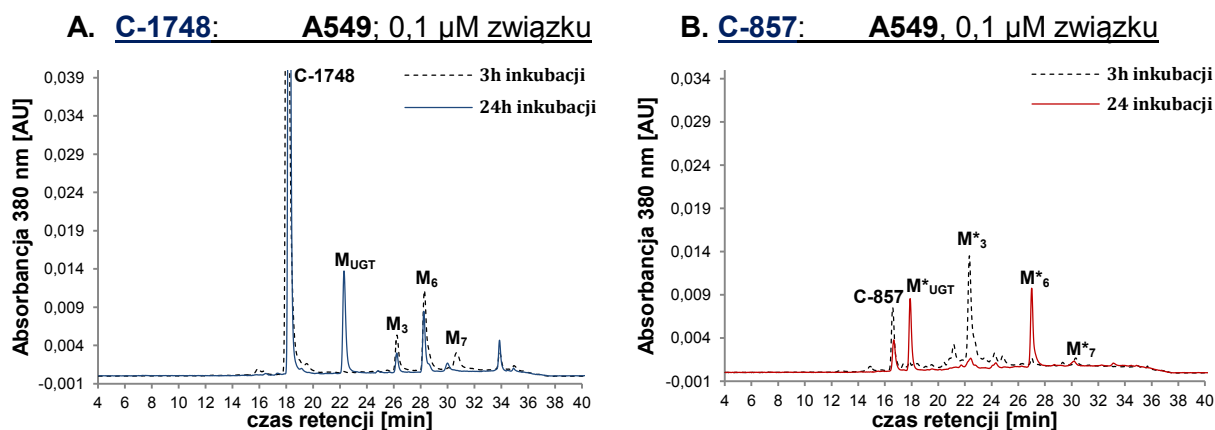 A. C-1748: A549; 0,1 µM związku
Absorbancja 380 nm [AU]
0,039
0,034
0,029
0,024
0,019
0,014
0,009
0,004
-0,001
C-1748
3h inkubacji
24h inkubacji
M UGT
M 3
M 6
M 7
4 6 8 10 12 14 16 18 20 22 24 26 28 30 32 34 36 38 40
czas retencji [min]
B. C-857: A549, 0,1 µM związku
Absorbancja 380 nm [AU]
0,034
0,029
0,024
0,019
0,014
0,009
0,004
-0,001
3h inkubacji
24 inkubacji
C-857
M* UGT
M* 3
M* 6
M* 7
4 6 8 10 12 14 16 18 20 22 24 26 28 30 32 34 36 38 40
czas retencji [min]